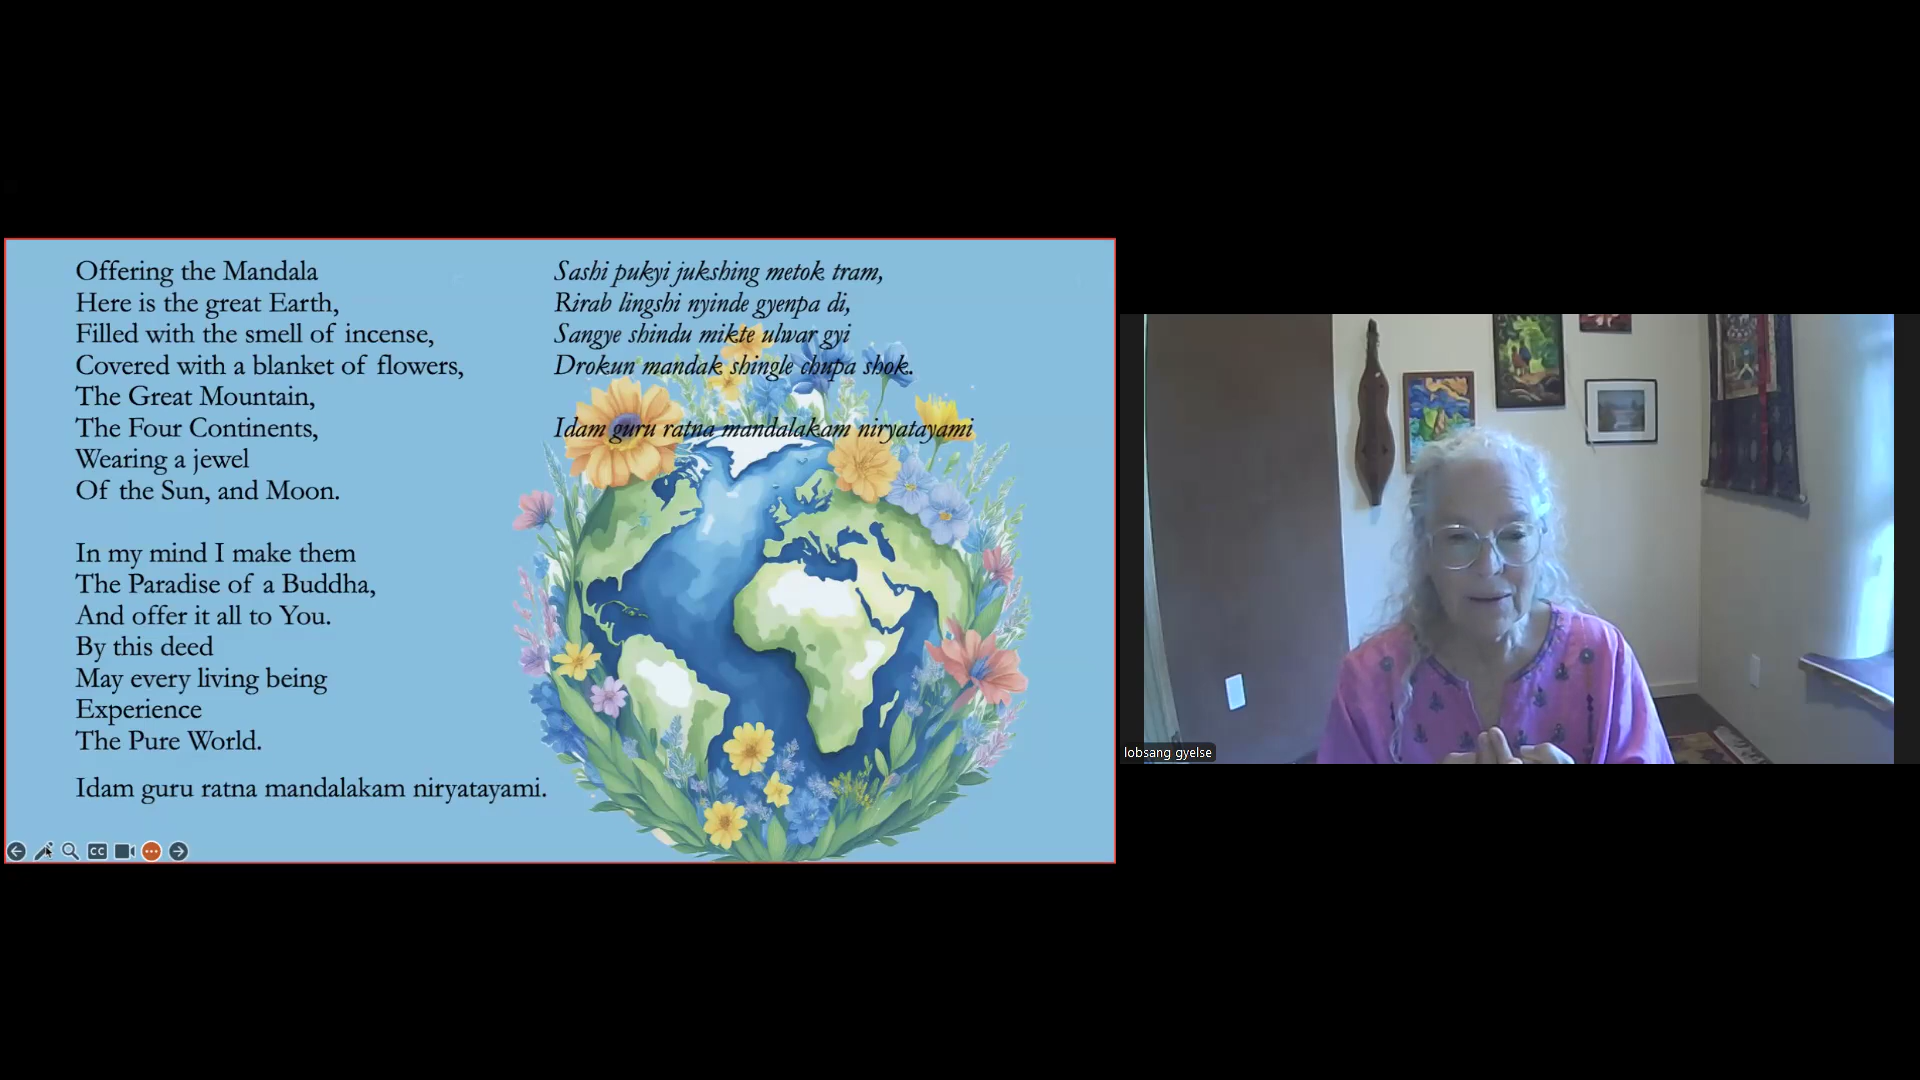 Offering the Mandala
Here is the great Earth,
Filled with the smell of incense,
Covered with a blanket of flowers,
The Great Mountain,
The Four Continents,
Wearing a jewel
Of the Sun, and Moon.
In my mind I make them
The Paradise of a Buddha,
And offer it all to You.
By this deed
May every living being
Experience
The Pure World.
Idam guru ratna mandalakam niryatayami.
Sashi pukyi jukshing metok tram,
Rirab lingshi nyinde gyenpa di,
Sangye shindu mikte ulwar gyi
Drokun mandak shingle chupa shok.
Idam guru ratna mandalakam niryatayami
CC
lobsang gyelse